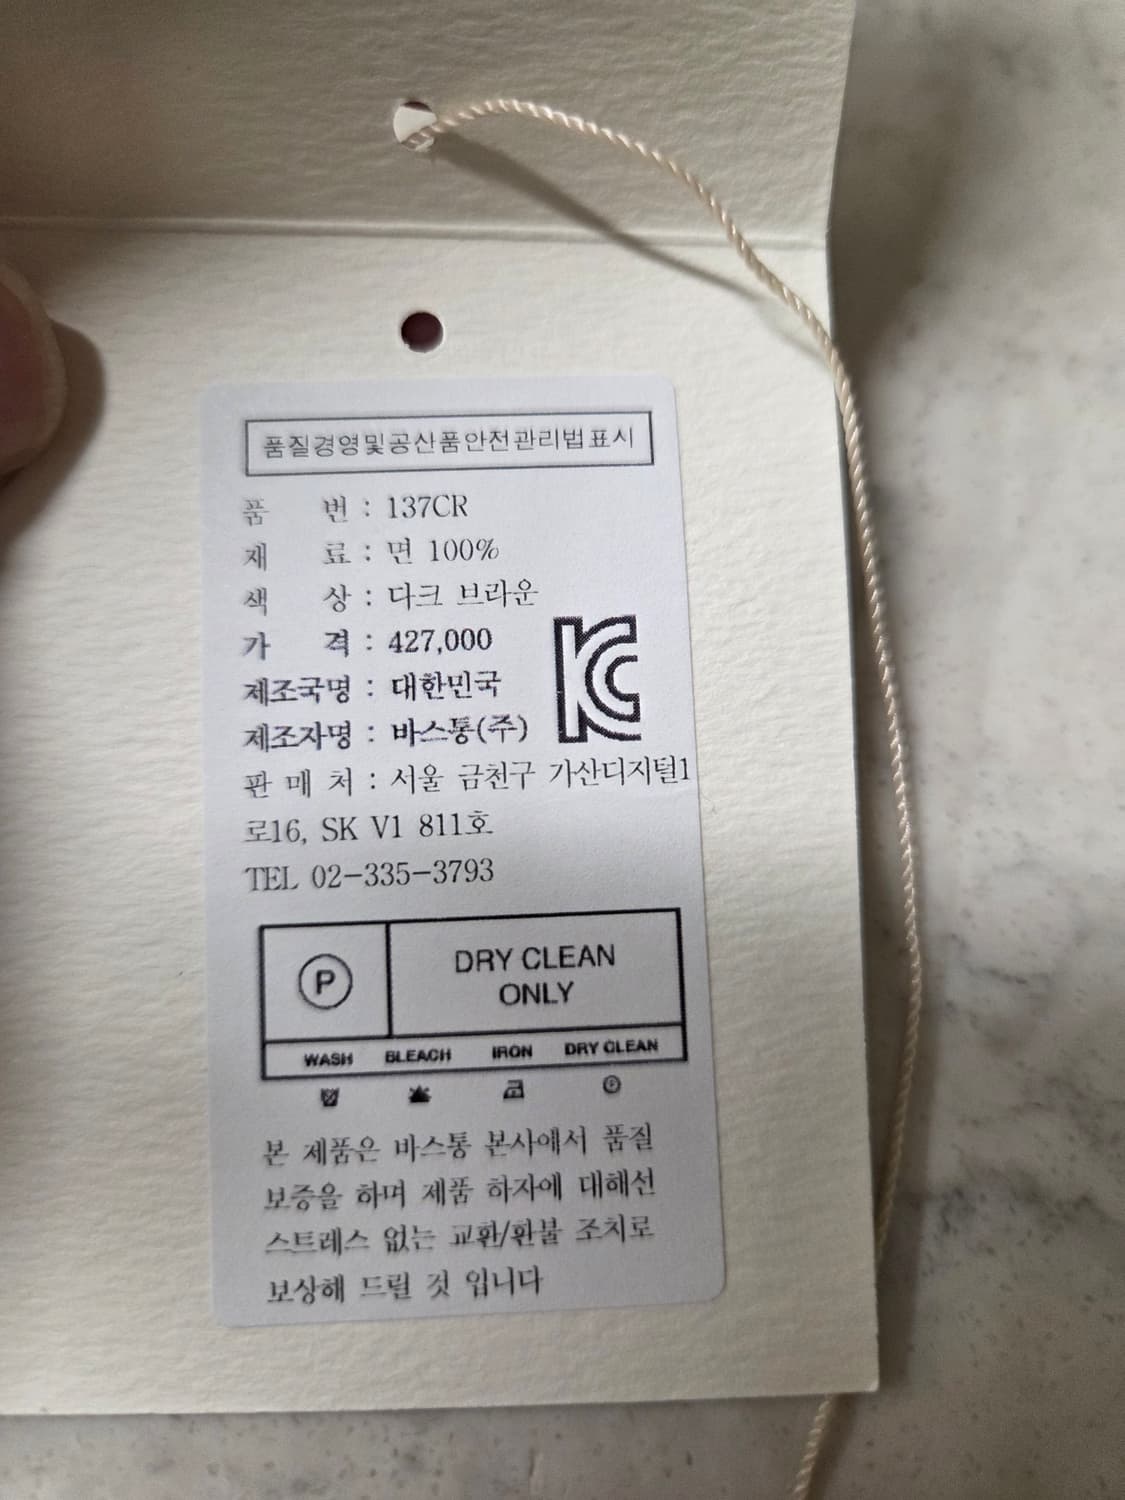 품질경영및공산품안전관리법표시
품 번 : 137CR
재 료 : 면 100%
색 상 : 다크 브라운
가 격 : 427,000
제조국명 : 대한민국
제조자명 : 바스통(주)
KC
판 매 처 : 서울 금천구 가산디지털1
로16, SK V1 811호
TEL 02-335-3793
P DRY CLEAN
ONLY
WASH BLEACH IRON DRY CLEAN
본 제품은 바스통 본사에서 품질
보증을 하며 제품 하자에 대해선
스트레스 없는 교환/환불 조치로
보상해 드릴 것 입니다